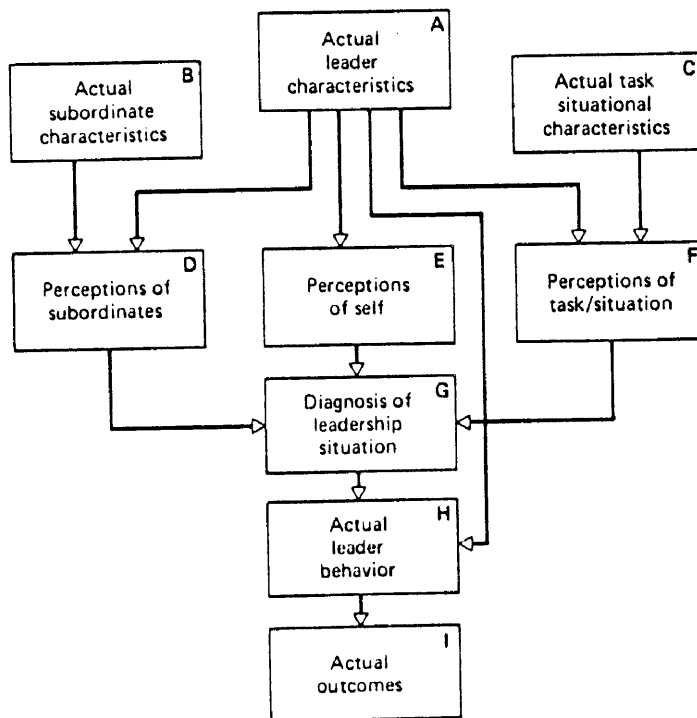 A
Actual
leader
characteristics
B
Actual
subordinate
characteristics
C
Actual task
situational
characteristics
D
Perceptions of
subordinates
E
Perceptions
of self
F
Perceptions of
task/situation
G
Diagnosis of
leadership
situation
H
Actual
leader
behavior
I
Actual
outcomes